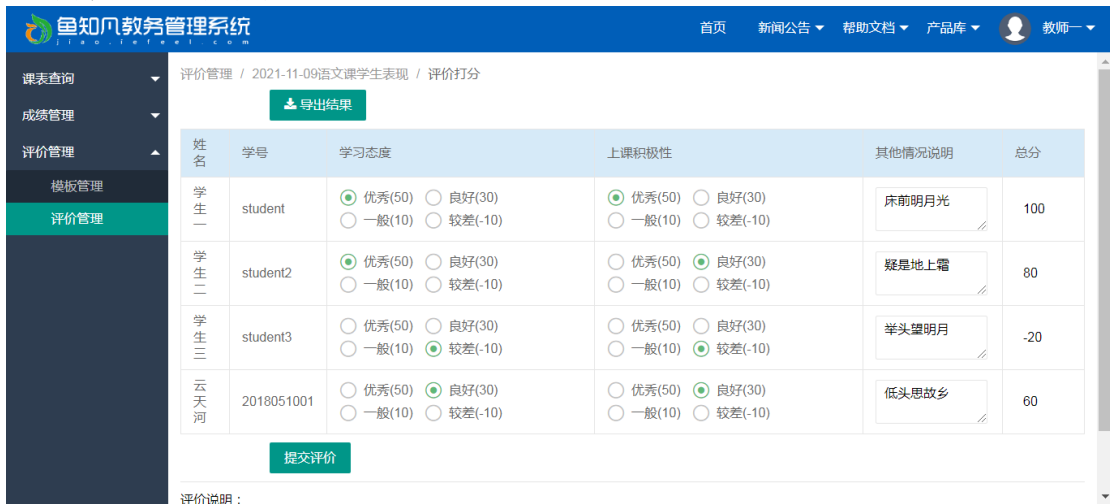 鱼知凡教务管理系统
jiao.iefeel.com
首页 新闻公告 帮助文档 产品库 教师一
课表查询
成绩管理
评价管理
模板管理
评价管理
评价管理 / 2021-11-09语文课学生表现 / 评价打分
导出结果
姓名 学号 学习态度 上课积极性 其他情况说明 总分
学生一 student 优秀(50) 良好(30) 一般(10) 较差(-10) 优秀(50) 良好(30) 一般(10) 较差(-10) 床前明月光 100
学生二 student2 优秀(50) 良好(30) 一般(10) 较差(-10) 优秀(50) 良好(30) 一般(10) 较差(-10) 疑是地上霜 80
学生三 student3 优秀(50) 良好(30) 一般(10) 较差(-10) 优秀(50) 良好(30) 一般(10) 较差(-10) 举头望明月 -20
云天河 2018051001 优秀(50) 良好(30) 一般(10) 较差(-10) 优秀(50) 良好(30) 一般(10) 较差(-10) 低头思故乡 60
提交评价
评价说明：